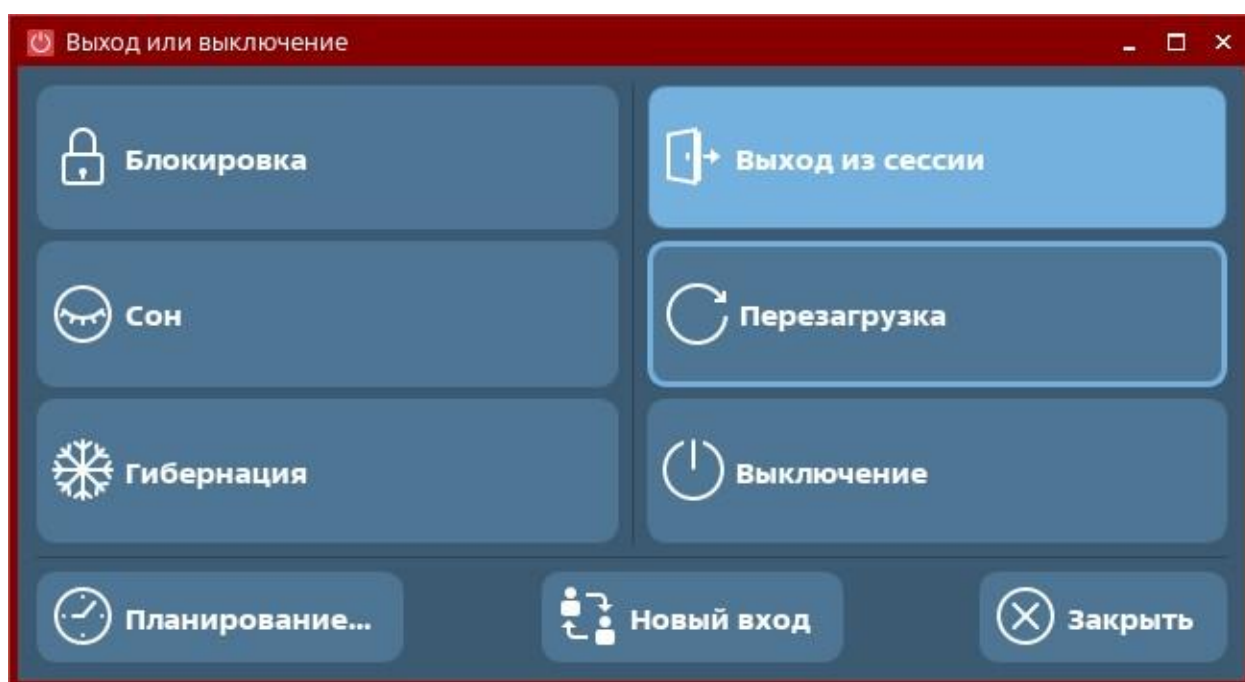 Выход или выключение
Блокировка
Выход из сессии
Сон
Перезагрузка
Гибернация
Выключение
Планирование...
Новый вход
Закрыть